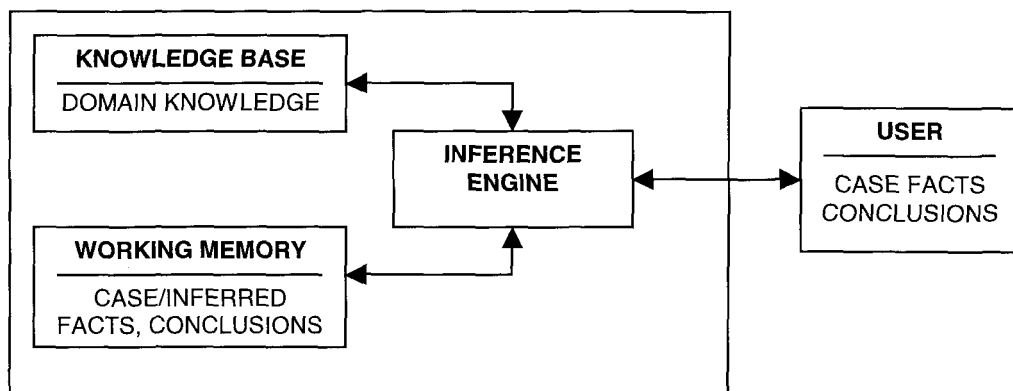 KNOWLEDGE BASE
DOMAIN KNOWLEDGE
INFERENCE
ENGINE
WORKING MEMORY
CASE/INFERRED
FACTS, CONCLUSIONS
USER
CASE FACTS
CONCLUSIONS